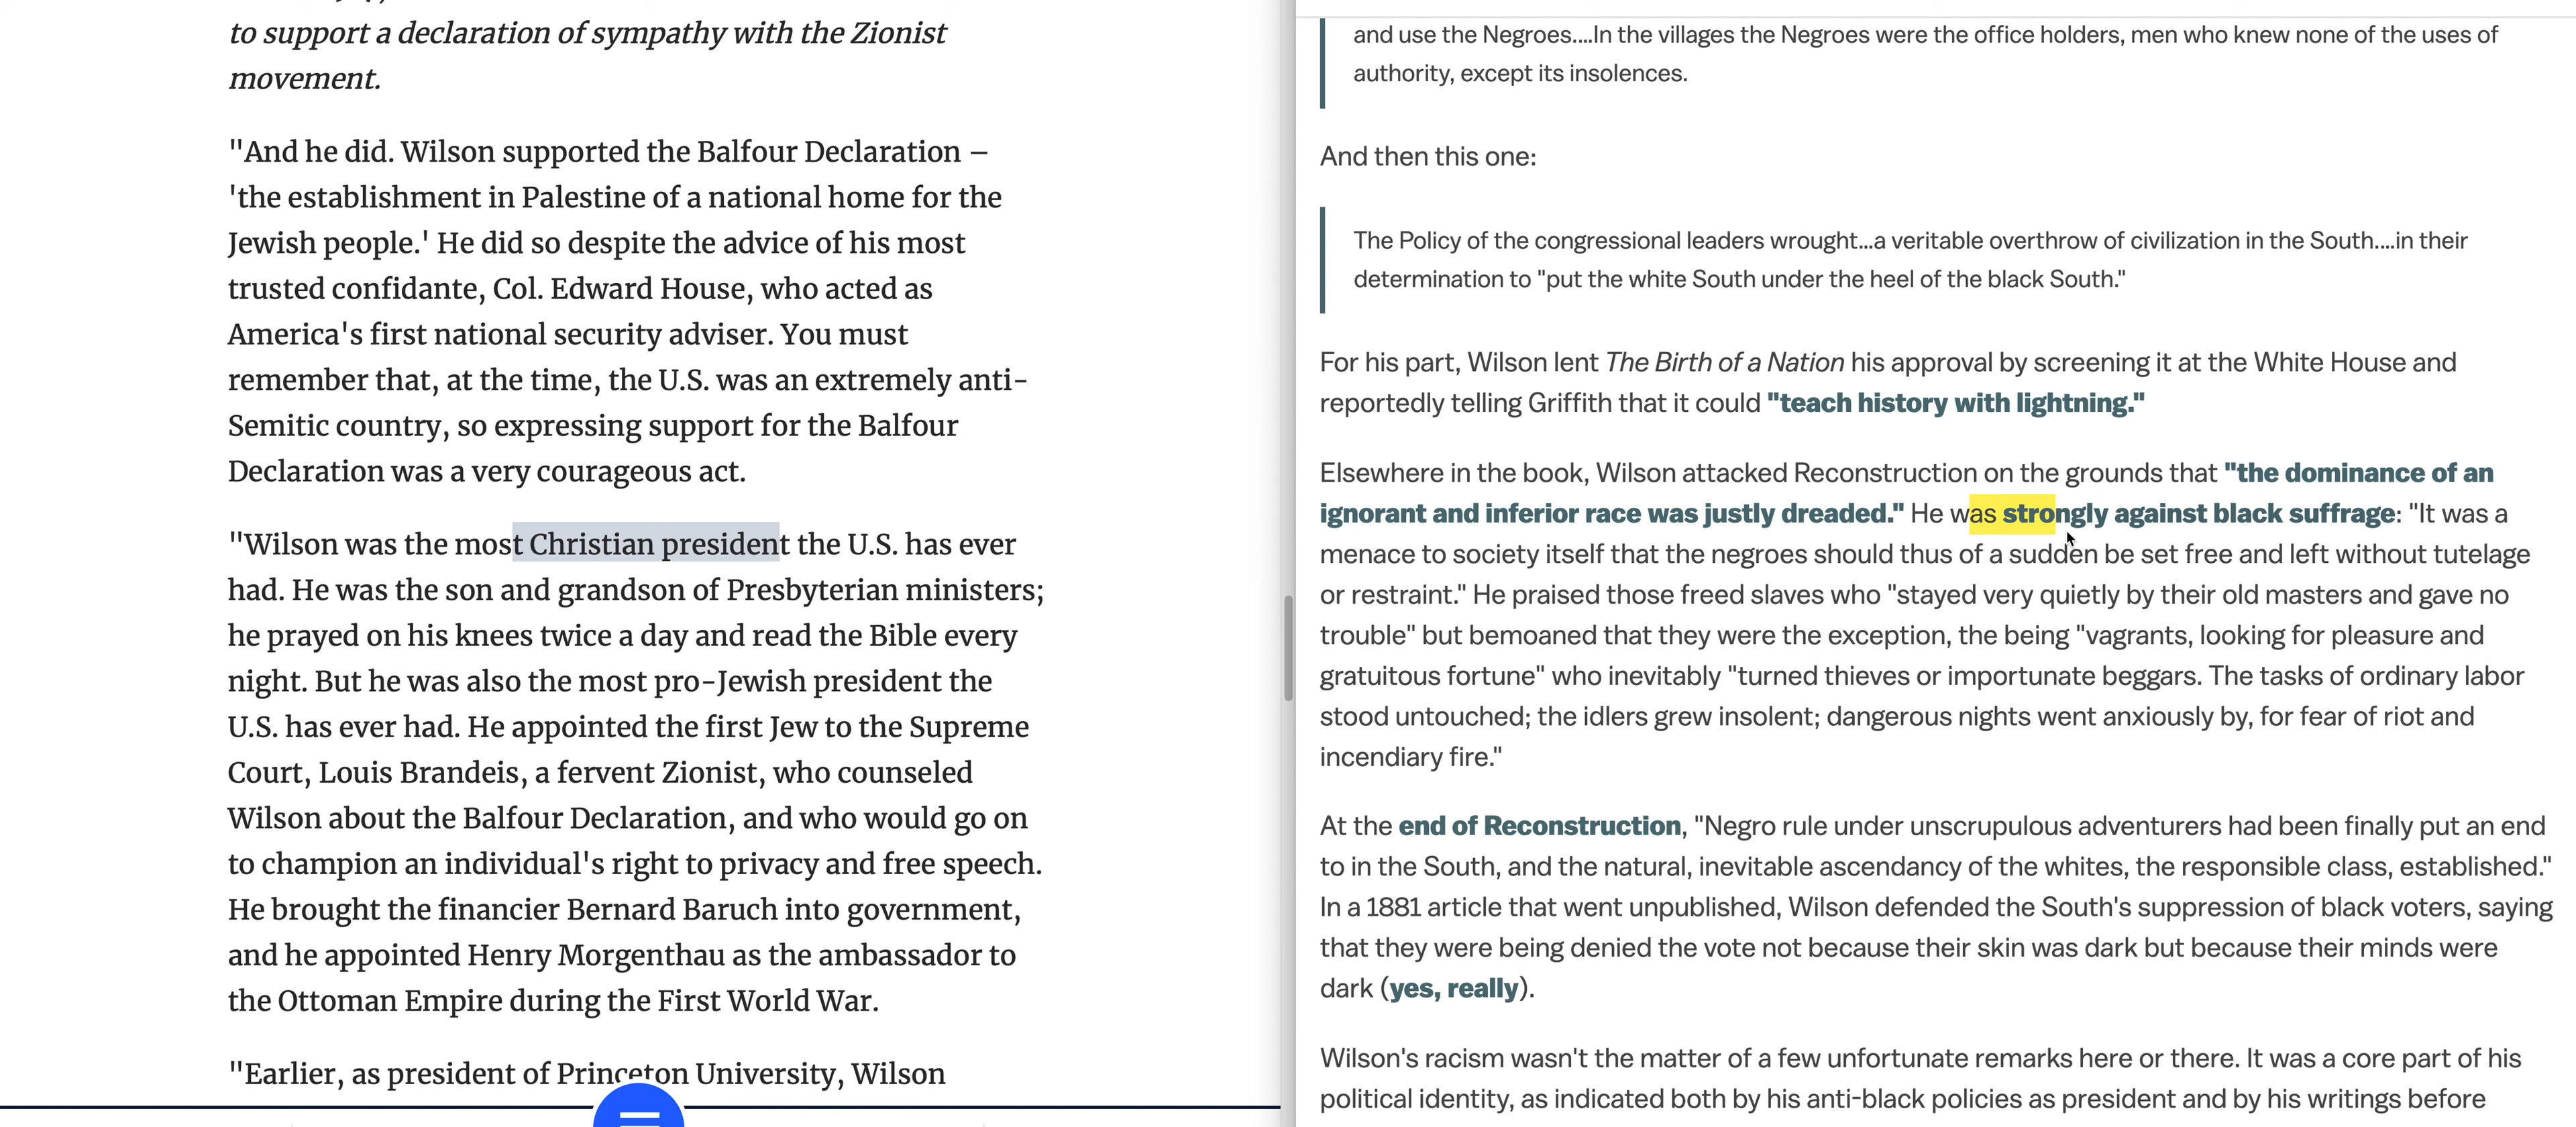 to support a declaration of sympathy with the Zionist
movement.
"And he did. Wilson supported the Balfour Declaration –
'the establishment in Palestine of a national home for the
Jewish people.' He did so despite the advice of his most
trusted confidante, Col. Edward House, who acted as
America's first national security adviser. You must
remember that, at the time, the U.S. was an extremely anti-
Semitic country, so expressing support for the Balfour
Declaration was a very courageous act.
"Wilson was the most Christian president the U.S. has ever
had. He was the son and grandson of Presbyterian ministers;
he prayed on his knees twice a day and read the Bible every
night. But he was also the most pro-Jewish president the
U.S. has ever had. He appointed the first Jew to the Supreme
Court, Louis Brandeis, a fervent Zionist, who counseled
Wilson about the Balfour Declaration, and who would go on
to champion an individual's right to privacy and free speech.
He brought the financier Bernard Baruch into government,
and he appointed Henry Morgenthau as the ambassador to
the Ottoman Empire during the First World War.
"Earlier, as president of Princeton University, Wilson
and use the Negroes....In the villages the Negroes were the office holders, men who knew none of the uses of
authority, except its insolences.
And then this one:
The Policy of the congressional leaders wrought...a veritable overthrow of civilization in the South....in their
determination to "put the white South under the heel of the black South."
For his part, Wilson lent The Birth of a Nation his approval by screening it at the White House and
reportedly telling Griffith that it could "teach history with lightning."
Elsewhere in the book, Wilson attacked Reconstruction on the grounds that "the dominance of an
ignorant and inferior race was justly dreaded." He was strongly against black suffrage: "It was a
menace to society itself that the negroes should thus of a sudden be set free and left without tutelage
or restraint." He praised those freed slaves who "stayed very quietly by their old masters and gave no
trouble" but bemoaned that they were the exception, the being "vagrants, looking for pleasure and
gratuitous fortune" who inevitably "turned thieves or importunate beggars. The tasks of ordinary labor
stood untouched; the idlers grew insolent; dangerous nights went anxiously by, for fear of riot and
incendiary fire."
At the end of Reconstruction, "Negro rule under unscrupulous adventurers had been finally put an end
to in the South, and the natural, inevitable ascendancy of the whites, the responsible class, established."
In a 1881 article that went unpublished, Wilson defended the South's suppression of black voters, saying
that they were being denied the vote not because their skin was dark but because their minds were
dark (yes, really).
Wilson's racism wasn't the matter of a few unfortunate remarks here or there. It was a core part of his
political identity, as indicated both by his anti-black policies as president and by his writings before